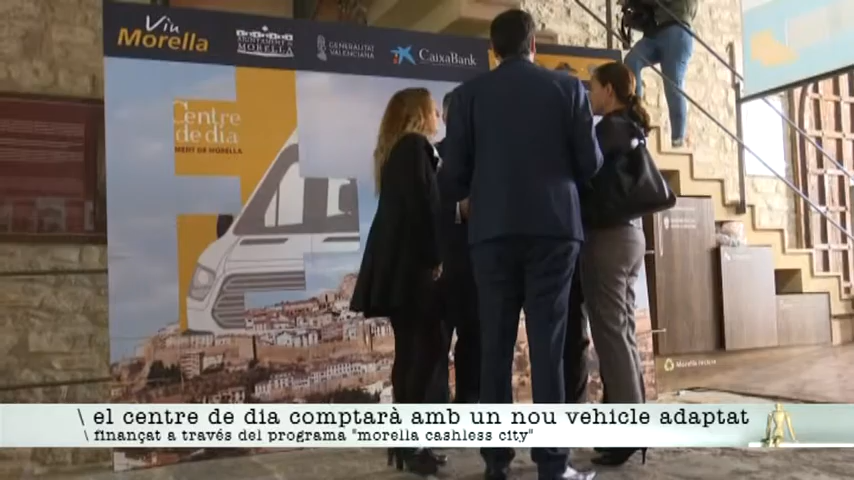 Viu
Morella
AJUNTAMENT DE
MORELLA
GENERALITAT
VALENCIANA
CaixaBank
Centre
de dia
MENT DE MORELLA
Morella recicla
\ el centre de dia comptarà amb un nou vehicle adaptat
\ finançat a través del programa "morella cashless city"